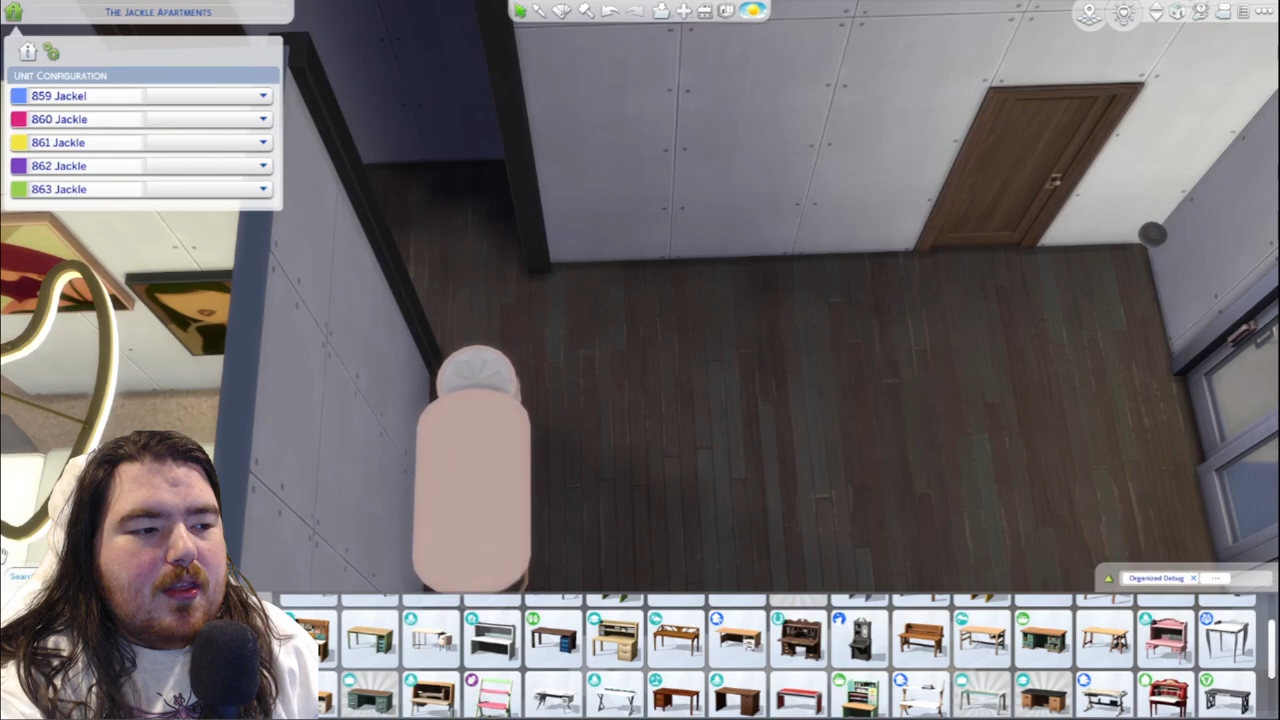 THE JACKLE APARTMENTS
UNIT CONFIGURATION
859 Jackel
860 Jackle
861 Jackle
862 Jackle
863 Jackle
Organized Debug X ...